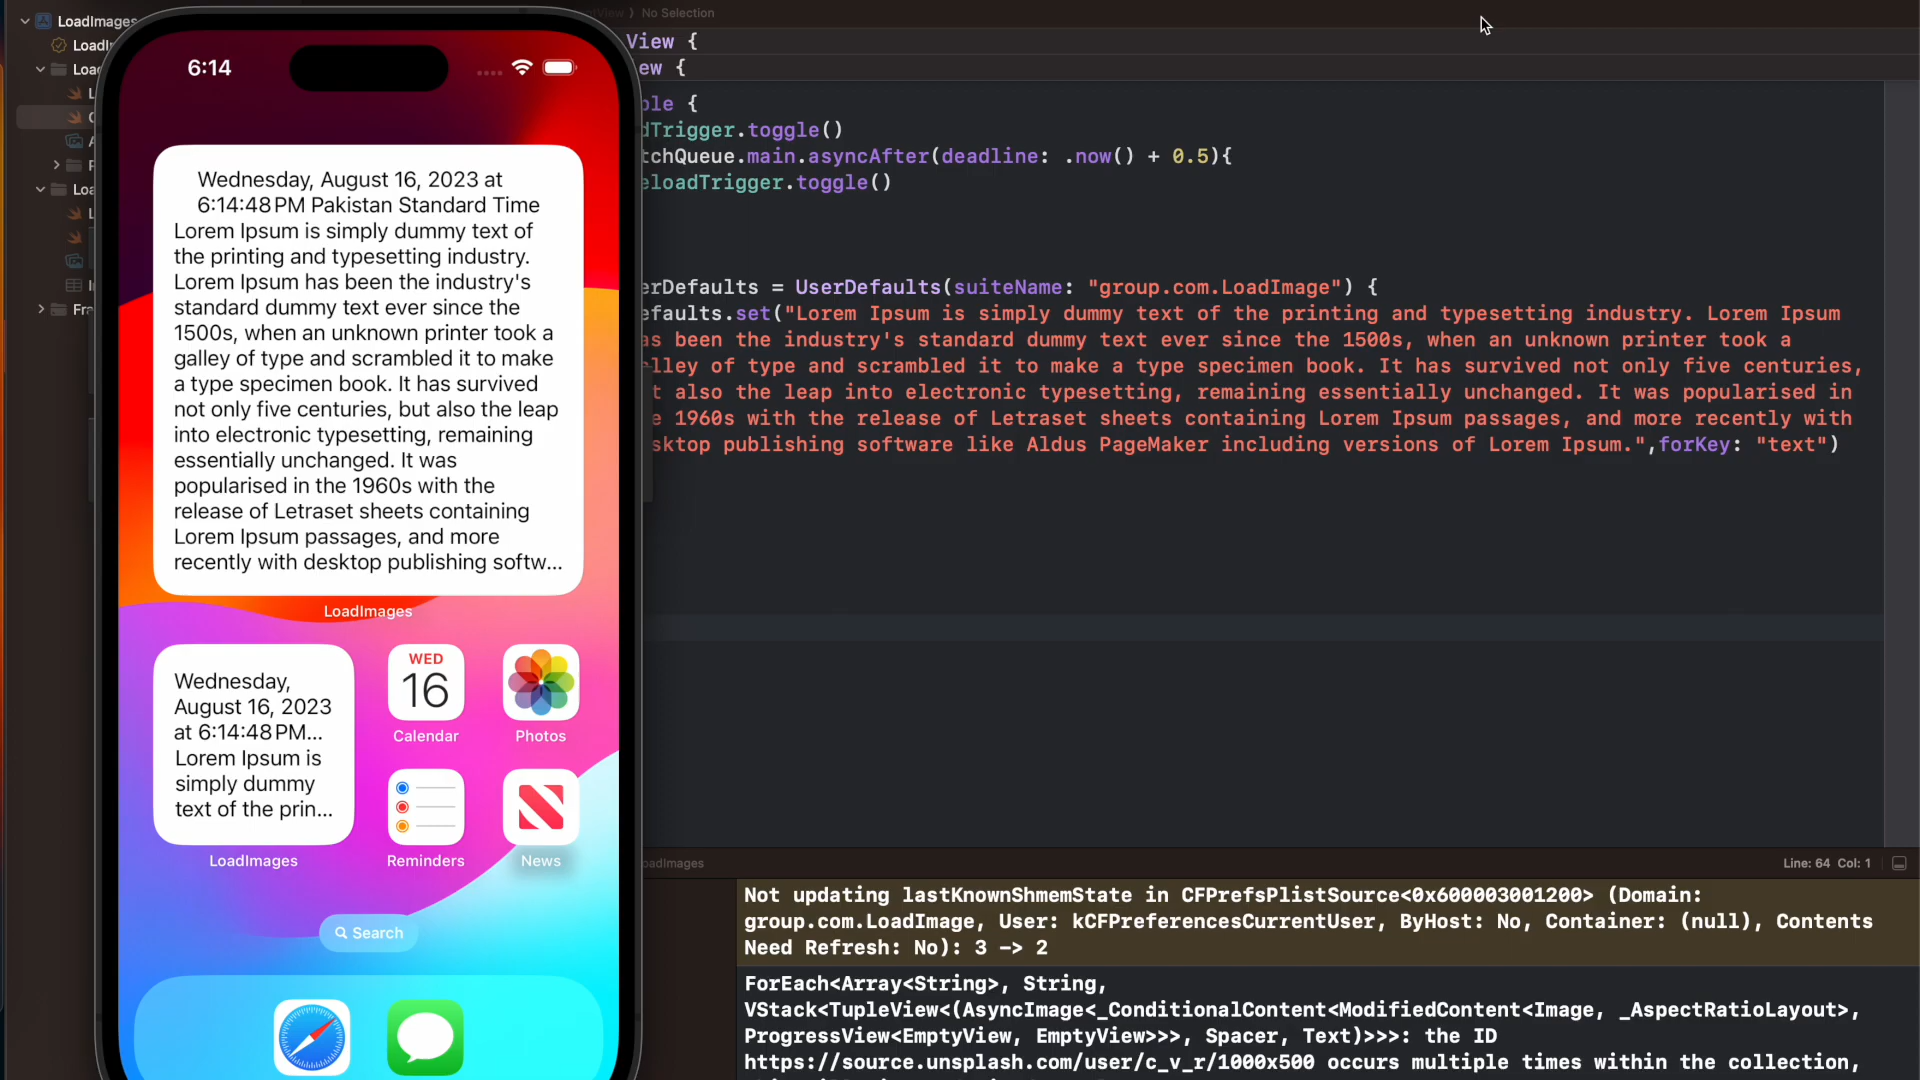 LoadImages
LoadI
Loa
L
C
A
P
Loa
L
In
Fra
6:14
Wednesday, August 16, 2023 at
6:14:48 PM Pakistan Standard Time
Lorem Ipsum is simply dummy text of
the printing and typesetting industry.
Lorem Ipsum has been the industry's
standard dummy text ever since the
1500s, when an unknown printer took a
galley of type and scrambled it to make
a type specimen book. It has survived
not only five centuries, but also the leap
into electronic typesetting, remaining
essentially unchanged. It was
popularised in the 1960s with the
release of Letraset sheets containing
Lorem Ipsum passages, and more
recently with desktop publishing softw...
LoadImages
Wednesday,
August 16, 2023
at 6:14:48 PM...
Lorem Ipsum is
simply dummy
text of the prin...
LoadImages
WED
16
Calendar
Photos
Reminders
News
Search
View 〉 No Selection
View {
ew {
ble {
dTrigger.toggle()
tchQueue.main.asyncAfter(deadline: .now() + 0.5){
eloadTrigger.toggle()
erDefaults = UserDefaults(suiteName: "group.com.LoadImage") {
efaults.set("Lorem Ipsum is simply dummy text of the printing and typesetting industry. Lorem Ipsum
as been the industry's standard dummy text ever since the 1500s, when an unknown printer took a
alley of type and scrambled it to make a type specimen book. It has survived not only five centuries,
t also the leap into electronic typesetting, remaining essentially unchanged. It was popularised in
e 1960s with the release of Letraset sheets containing Lorem Ipsum passages, and more recently with
sktop publishing software like Aldus PageMaker including versions of Lorem Ipsum.",forKey: "text")
oadImages
Line: 64 Col: 1
Not updating lastKnownShmemState in CFPrefsPlistSource<0x600003001200> (Domain:
group.com.LoadImage, User: kCFPreferencesCurrentUser, ByHost: No, Container: (null), Contents
Need Refresh: No): 3 -> 2
ForEach<Array<String>, String,
VStack<TupleView<(AsyncImage<_ConditionalContent<ModifiedContent<Image, _AspectRatioLayout>,
ProgressView<EmptyView, EmptyView>>>, Spacer, Text)>>>: the ID
https://source.unsplash.com/user/c_v_r/1000x500 occurs multiple times within the collection,